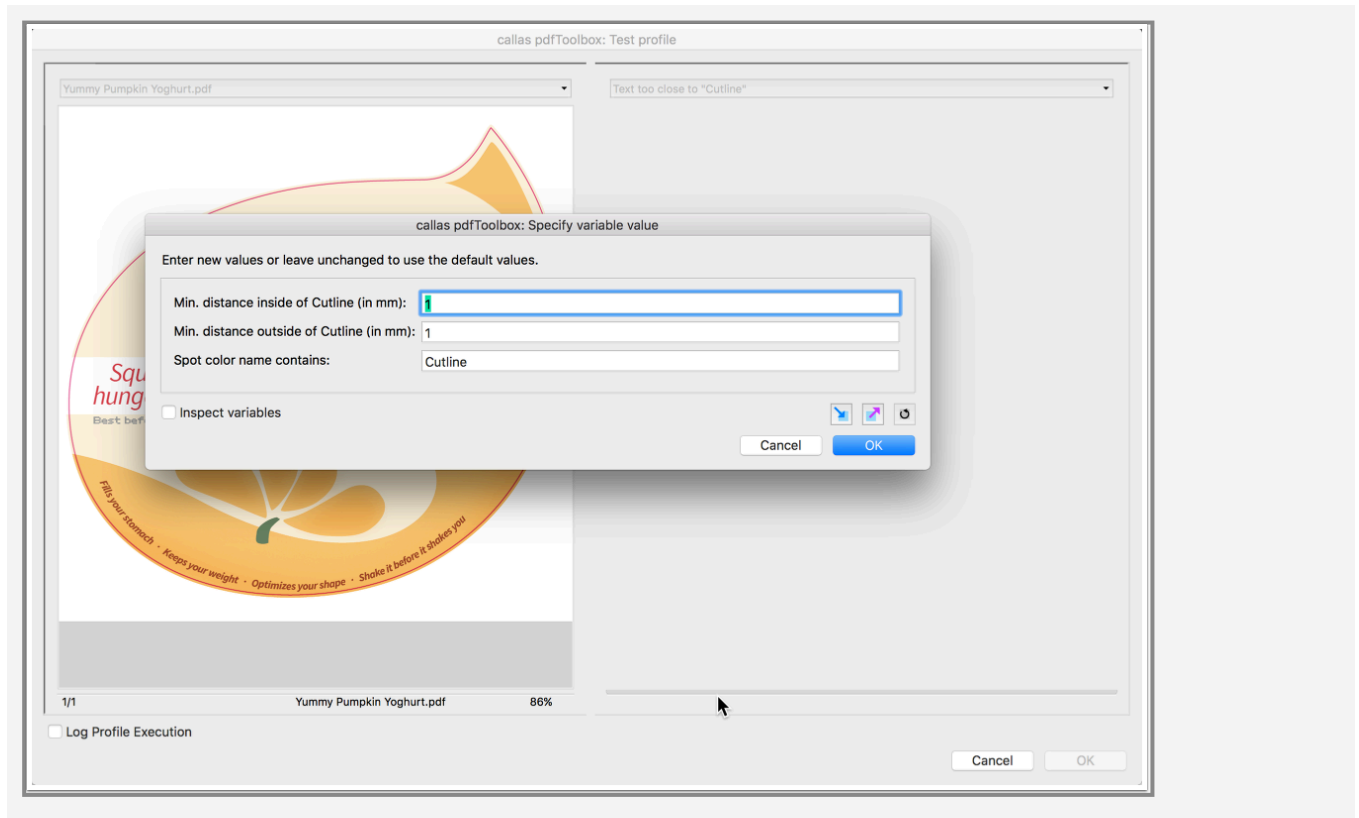 callas pdfToolbox: Test profile
Yummy Pumpkin Yoghurt.pdf
Text too close to "Cutline"
callas pdfToolbox: Specify variable value
Enter new values or leave unchanged to use the default values.
Min. distance inside of Cutline (in mm): 1
Min. distance outside of Cutline (in mm): 1
Spot color name contains: Cutline
Inspect variables
Cancel OK
Squ
hung
Best bef
Fills your stomach · Keeps your weight · Optimizes your shape · Shake it before it shakes you
1/1 Yummy Pumpkin Yoghurt.pdf 86%
Log Profile Execution
Cancel OK